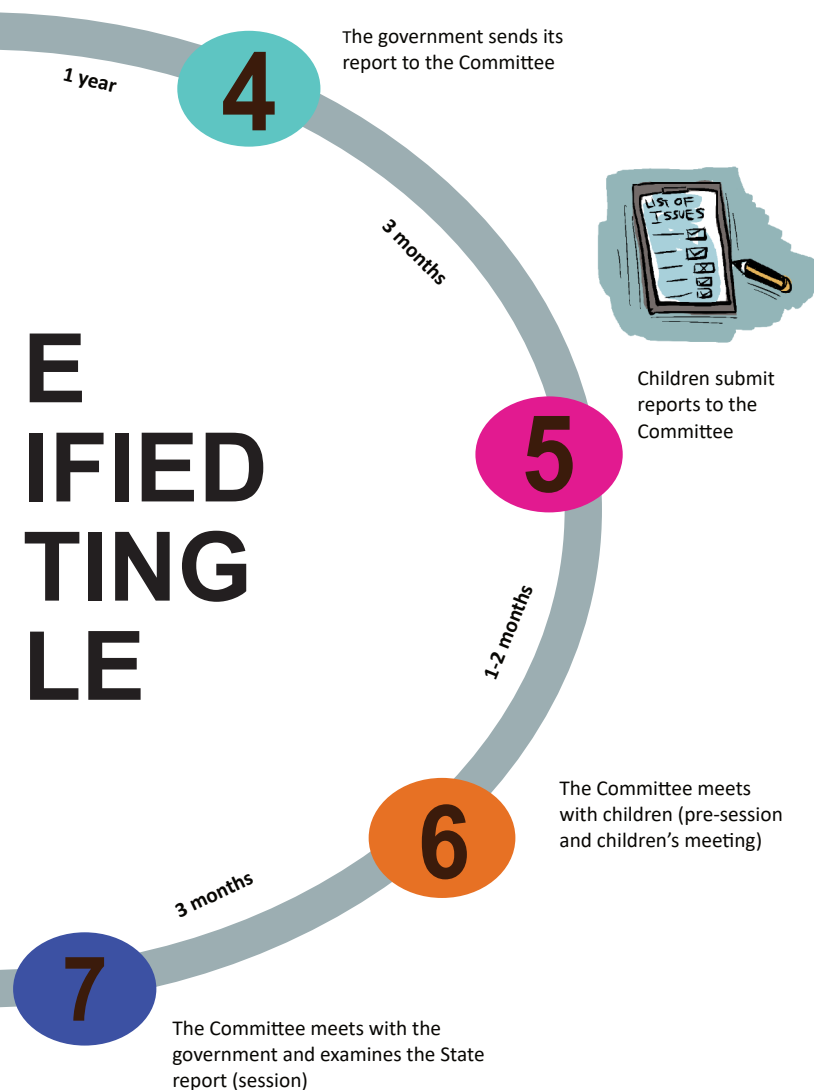 The government sends its
report to the Committee
4
1 year
3 months
LIST OF
ISSUES
Children submit
reports to the
Committee
5
E
IFIED
TING
LE
1-2 months
The Committee meets
with children (pre-session
and children's meeting)
6
3 months
7
The Committee meets with the
government and examines the State
report (session)